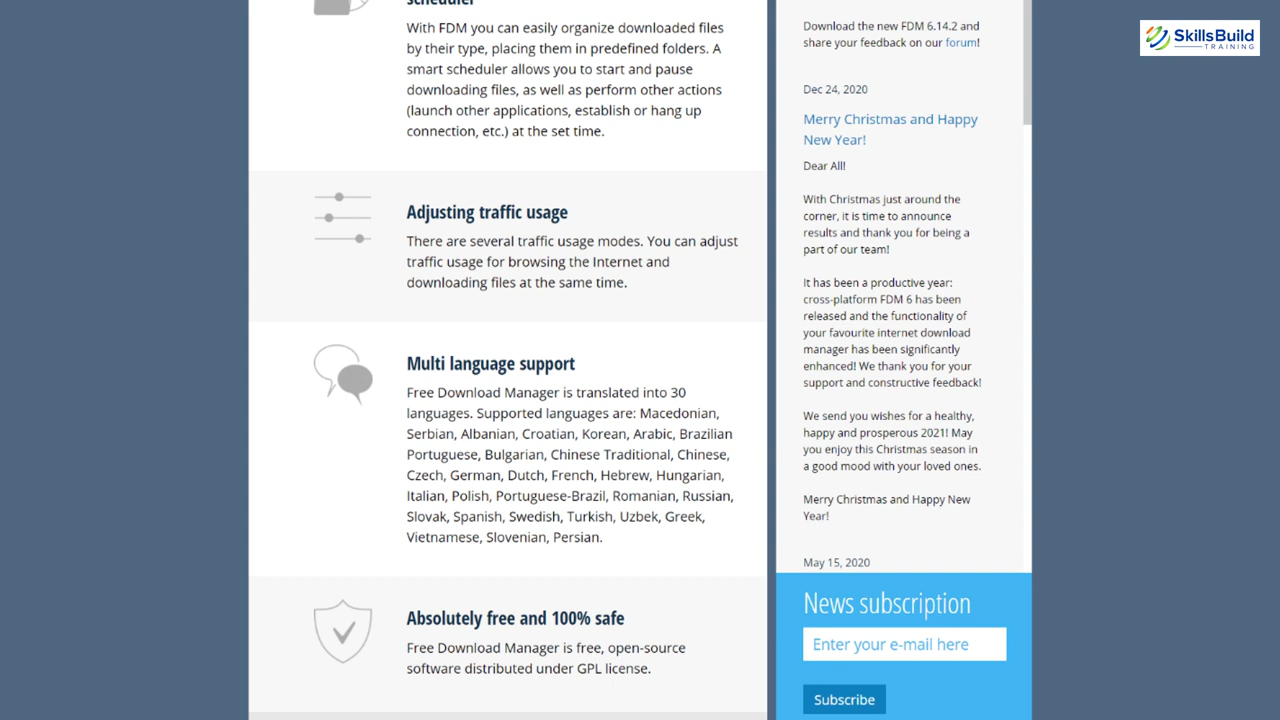 scheduler
With FDM you can easily organize downloaded files
by their type, placing them in predefined folders. A
smart scheduler allows you to start and pause
downloading files, as well as perform other actions
(launch other applications, establish or hang up
connection, etc.) at the set time.
Adjusting traffic usage
There are several traffic usage modes. You can adjust
traffic usage for browsing the Internet and
downloading files at the same time.
Multi language support
Free Download Manager is translated into 30
languages. Supported languages are: Macedonian,
Serbian, Albanian, Croatian, Korean, Arabic, Brazilian
Portuguese, Bulgarian, Chinese Traditional, Chinese,
Czech, German, Dutch, French, Hebrew, Hungarian,
Italian, Polish, Portuguese-Brazil, Romanian, Russian,
Slovak, Spanish, Swedish, Turkish, Uzbek, Greek,
Vietnamese, Slovenian, Persian.
Absolutely free and 100% safe
Free Download Manager is free, open-source
software distributed under GPL license.
Download the new FDM 6.14.2 and
share your feedback on our forum!
Dec 24, 2020
Merry Christmas and Happy
New Year!
Dear All!
With Christmas just around the
corner, it is time to announce
results and thank you for being a
part of our team!
It has been a productive year:
cross-platform FDM 6 has been
released and the functionality of
your favourite internet download
manager has been significantly
enhanced! We thank you for your
support and constructive feedback!
We send you wishes for a healthy,
happy and prosperous 2021! May
you enjoy this Christmas season in
a good mood with your loved ones.
Merry Christmas and Happy New
Year!
May 15, 2020
News subscription
Enter your e-mail here
Subscribe
SkillsBuild
TRAINING